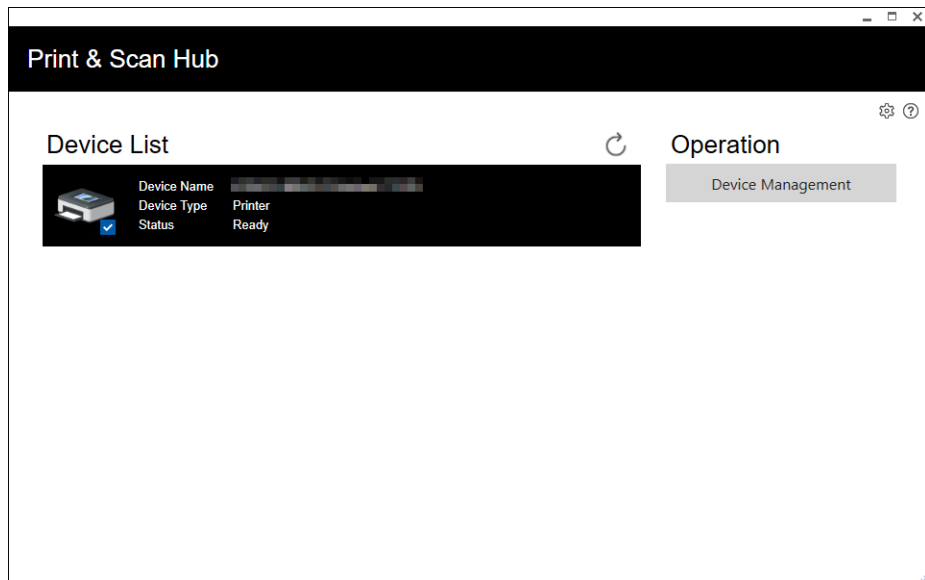 Print & Scan Hub
Device List
Operation
Device Management
Device Name
Device Type Printer
Status Ready